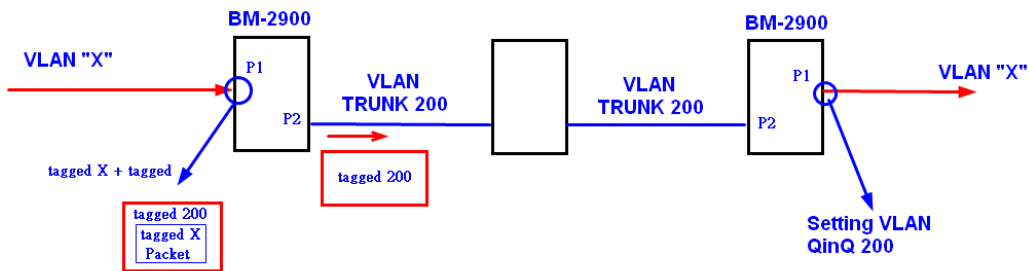 BM-2900
BM-2900
VLAN "X"
P1
P2
VLAN
TRUNK 200
VLAN
TRUNK 200
P1
P2
VLAN "X"
tagged X + tagged
tagged 200
tagged 200
tagged X
Packet
Setting VLAN
QinQ 200